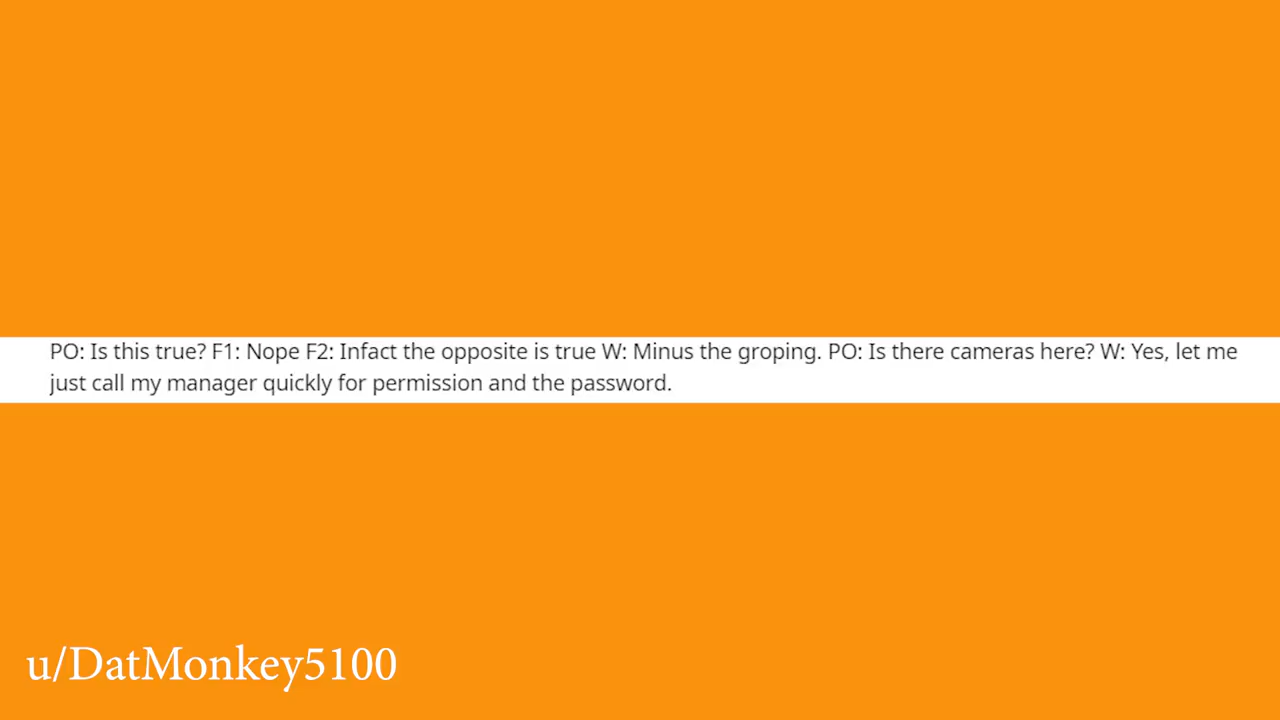 PO: Is this true? F1: Nope F2: Infact the opposite is true W: Minus the groping. PO: Is there cameras here? W: Yes, let me
just call my manager quickly for permission and the password.
u/DatMonkey5100